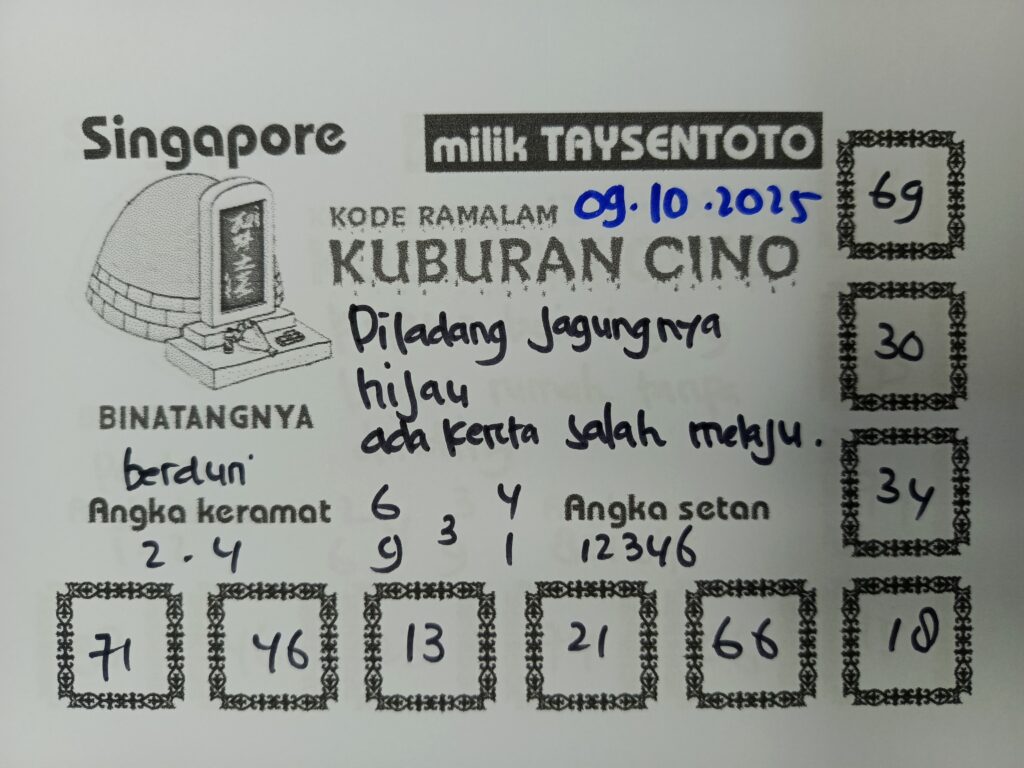 Singapore
milik TAYSENTOTO
KODE RAMALAM 09.10.2025
KUBURAN CINO
Diladang Jagungnya
hijau
ada kereta salah melaju.
BINATANGNYA
berduri
Angka keramat
2.4
6 4
3
9 1
Angka setan
12346
69
30
34
71 46 13 21 66 18